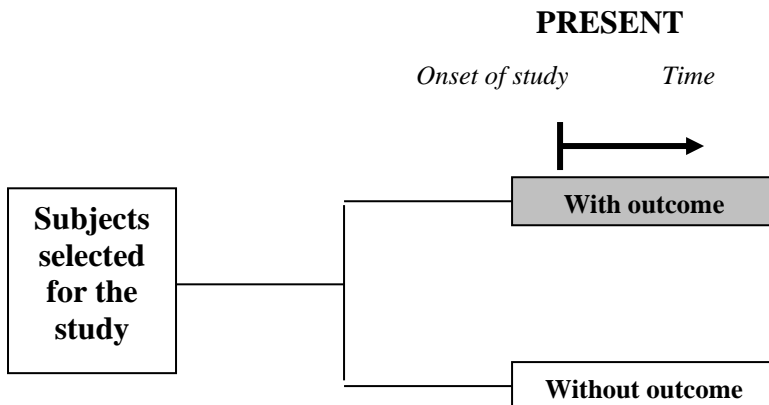 PRESENT
Onset of study Time
With outcome
Subjects
selected
for the
study
Without outcome